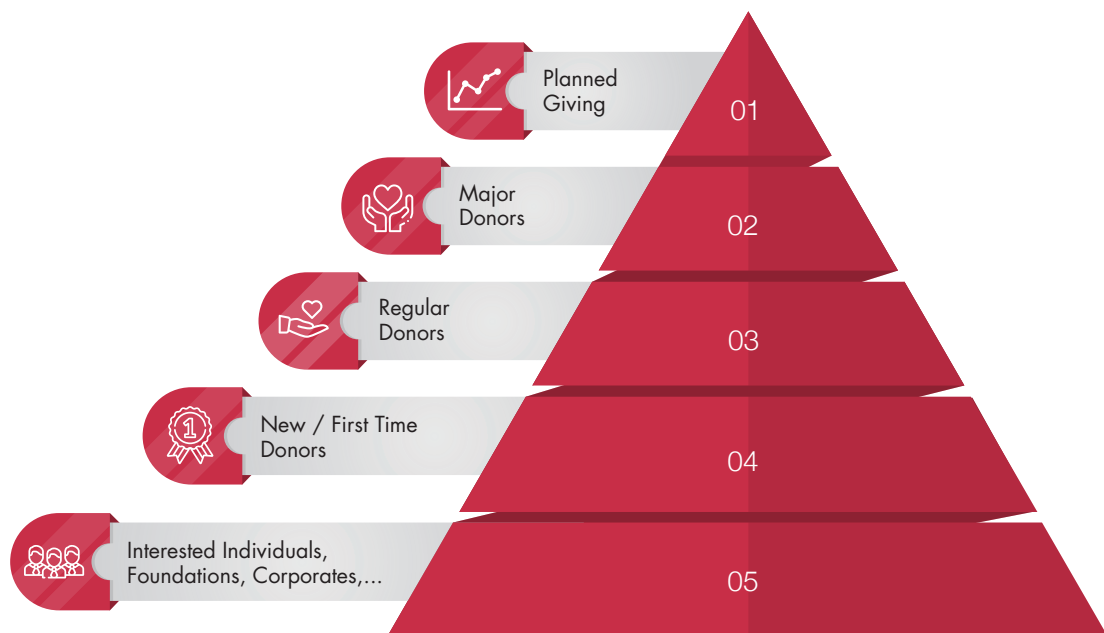 Planned
Giving
01
Major
Donors
02
Regular
Donors
03
1
New / First Time
Donors
04
Interested Individuals,
Foundations, Corporates,...
05